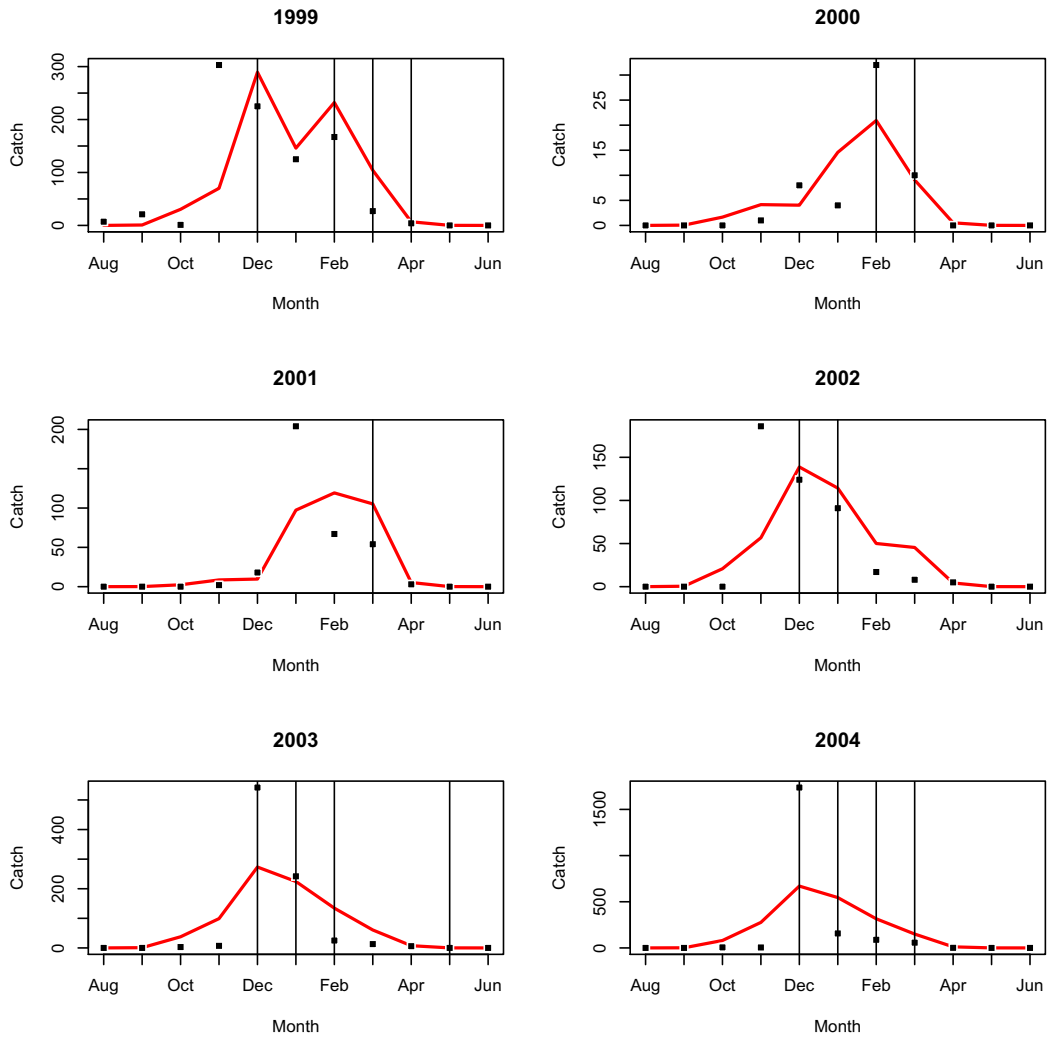 1999
Catch
0 100 200 300
Aug Oct Dec Feb Apr Jun
Month
2000
Catch
0 5 15 25
Aug Oct Dec Feb Apr Jun
Month
2001
Catch
0 50 100 200
Aug Oct Dec Feb Apr Jun
Month
2002
Catch
0 50 100 150
Aug Oct Dec Feb Apr Jun
Month
2003
Catch
0 200 400
Aug Oct Dec Feb Apr Jun
Month
2004
Catch
0 500 1500
Aug Oct Dec Feb Apr Jun
Month